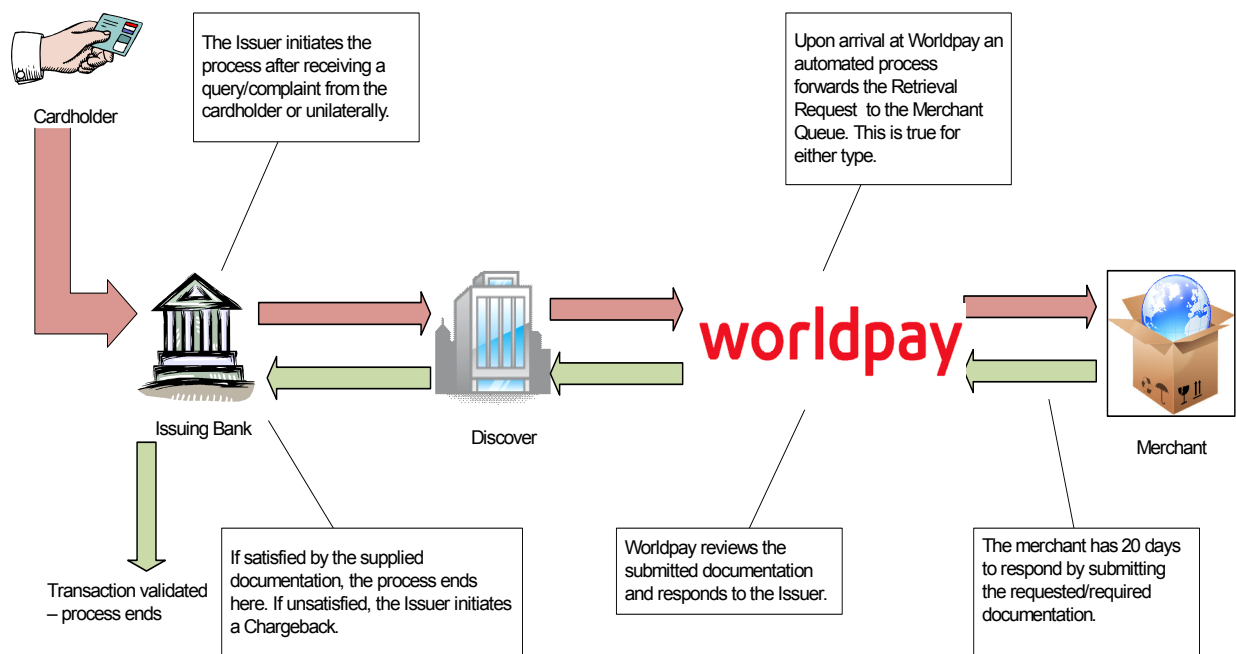 The Issuer initiates the
process after receiving a
query/complaint from the
cardholder or unilaterally.
Upon arrival at Worldpay an
automated process
forwards the Retrieval
Request to the Merchant
Queue. This is true for
either type.
Cardholder
worldpay
Issuing Bank
Discover
Merchant
Transaction validated
– process ends
If satisfied by the supplied
documentation, the process ends
here. If unsatisfied, the Issuer initiates
a Chargeback.
Worldpay reviews the
submitted documentation
and responds to the Issuer.
The merchant has 20 days
to respond by submitting
the requested/required
documentation.